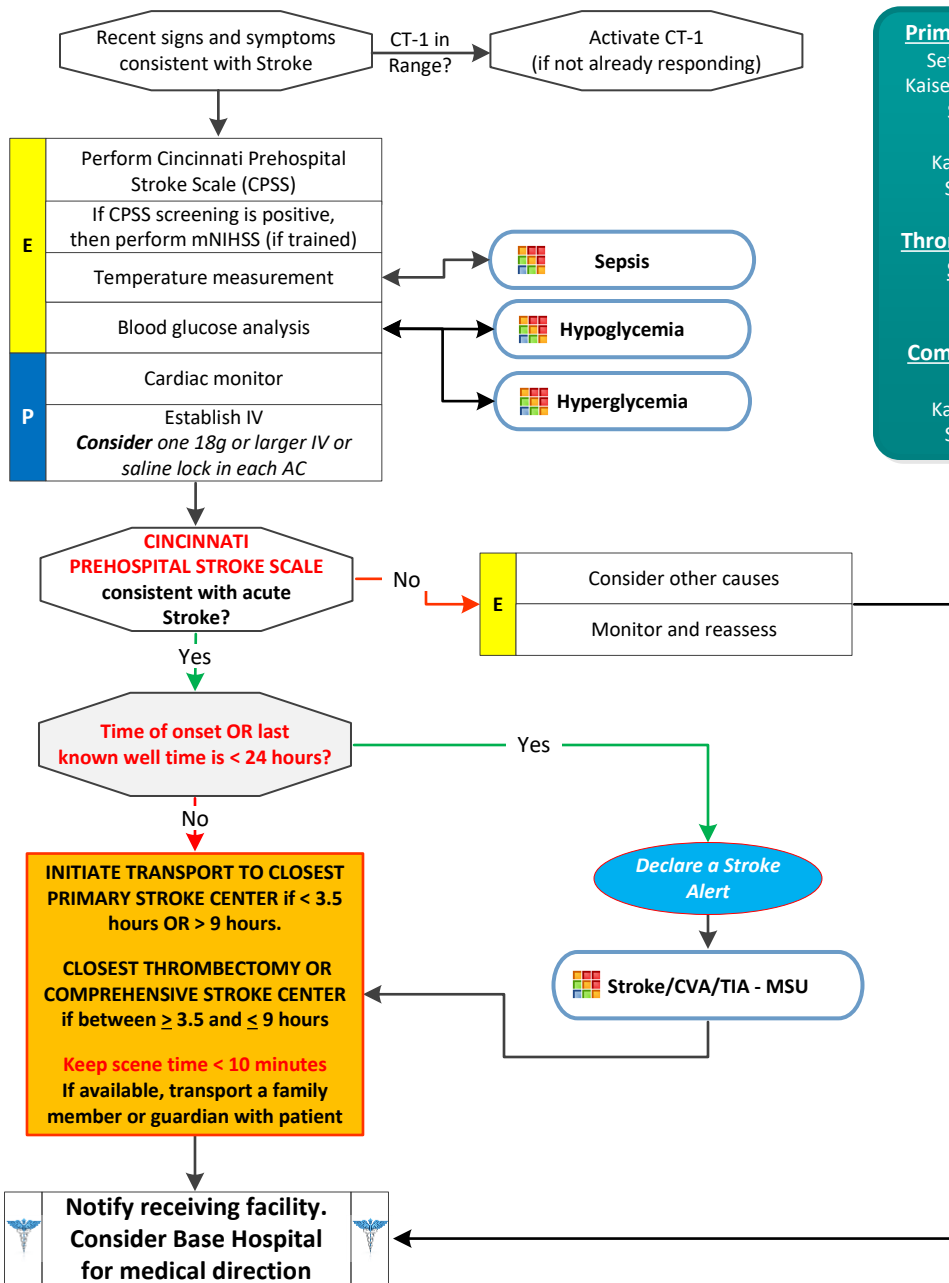 Recent signs and symptoms
consistent with Stroke
CT-1 in
Range?
Activate CT-1
(if not already responding)
E
Perform Cincinnati Prehospital
Stroke Scale (CPSS)
If CPSS screening is positive,
then perform mNIHSS (if trained)
Temperature measurement
Blood glucose analysis
Sepsis
Hypoglycemia
Hyperglycemia
P
Cardiac monitor
Establish IV
Consider one 18g or larger IV or
saline lock in each AC
CINCINNATI
PREHOSPITAL STROKE SCALE
consistent with acute
Stroke?
No
E
Consider other causes
Monitor and reassess
Yes
Time of onset OR last
known well time is < 24 hours?
Yes
No
Declare a Stroke
Alert
Stroke/CVA/TIA - MSU
INITIATE TRANSPORT TO CLOSEST
PRIMARY STROKE CENTER if < 3.5
hours OR > 9 hours.
CLOSEST THROMBECTOMY OR
COMPREHENSIVE STROKE CENTER
if between ≥ 3.5 and ≤ 9 hours
Keep scene time < 10 minutes
If available, transport a family
member or guardian with patient
Notify receiving facility.
Consider Base Hospital
for medical direction